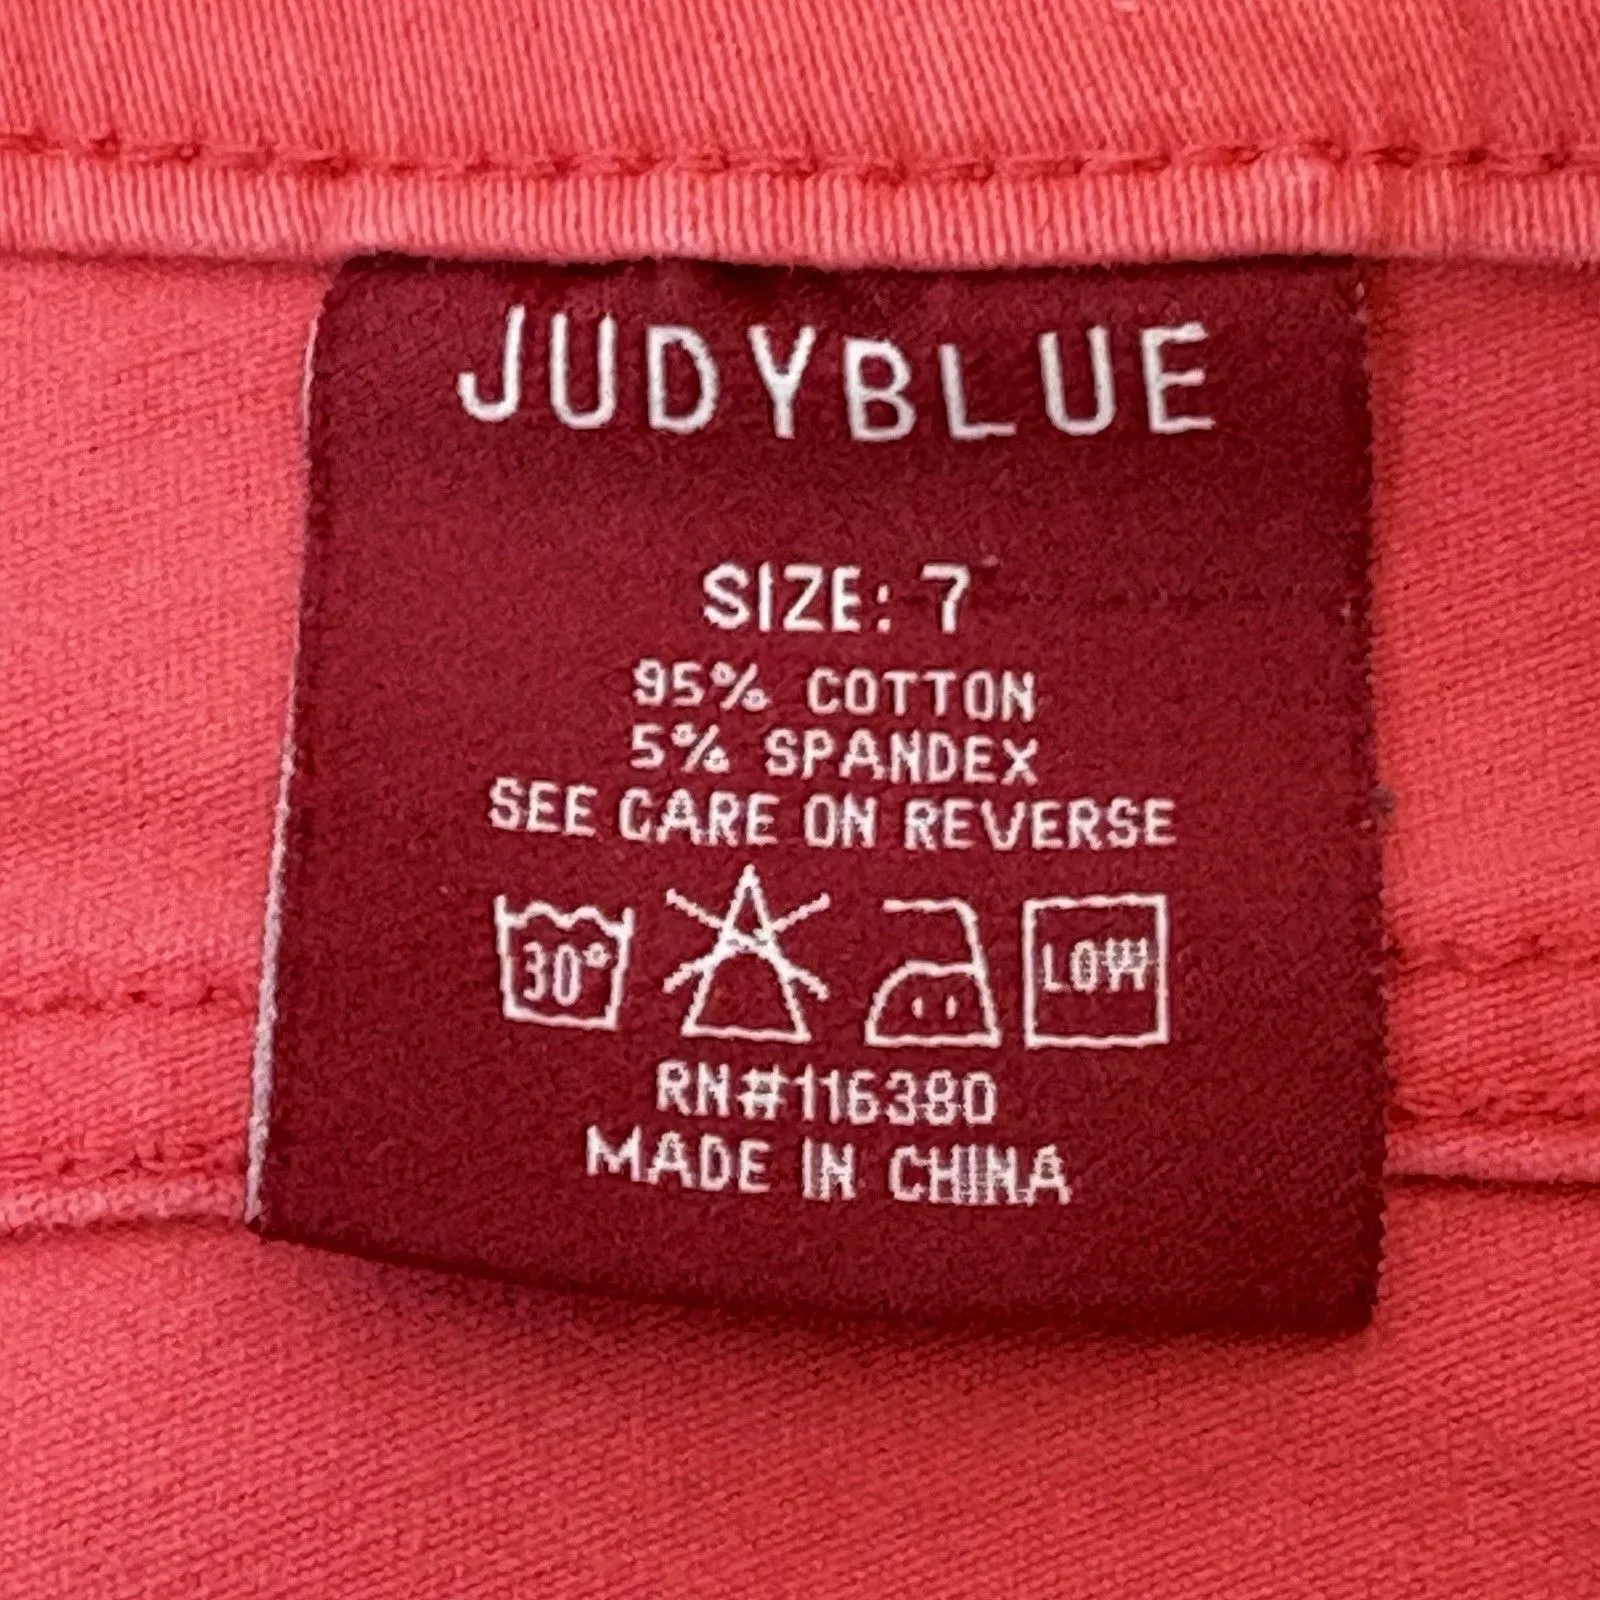 JUDYBLUE
SIZE: 7
95% COTTON
5% SPANDEX
SEE CARE ON REVERSE
30° LOW
RN#116380
MADE IN CHINA